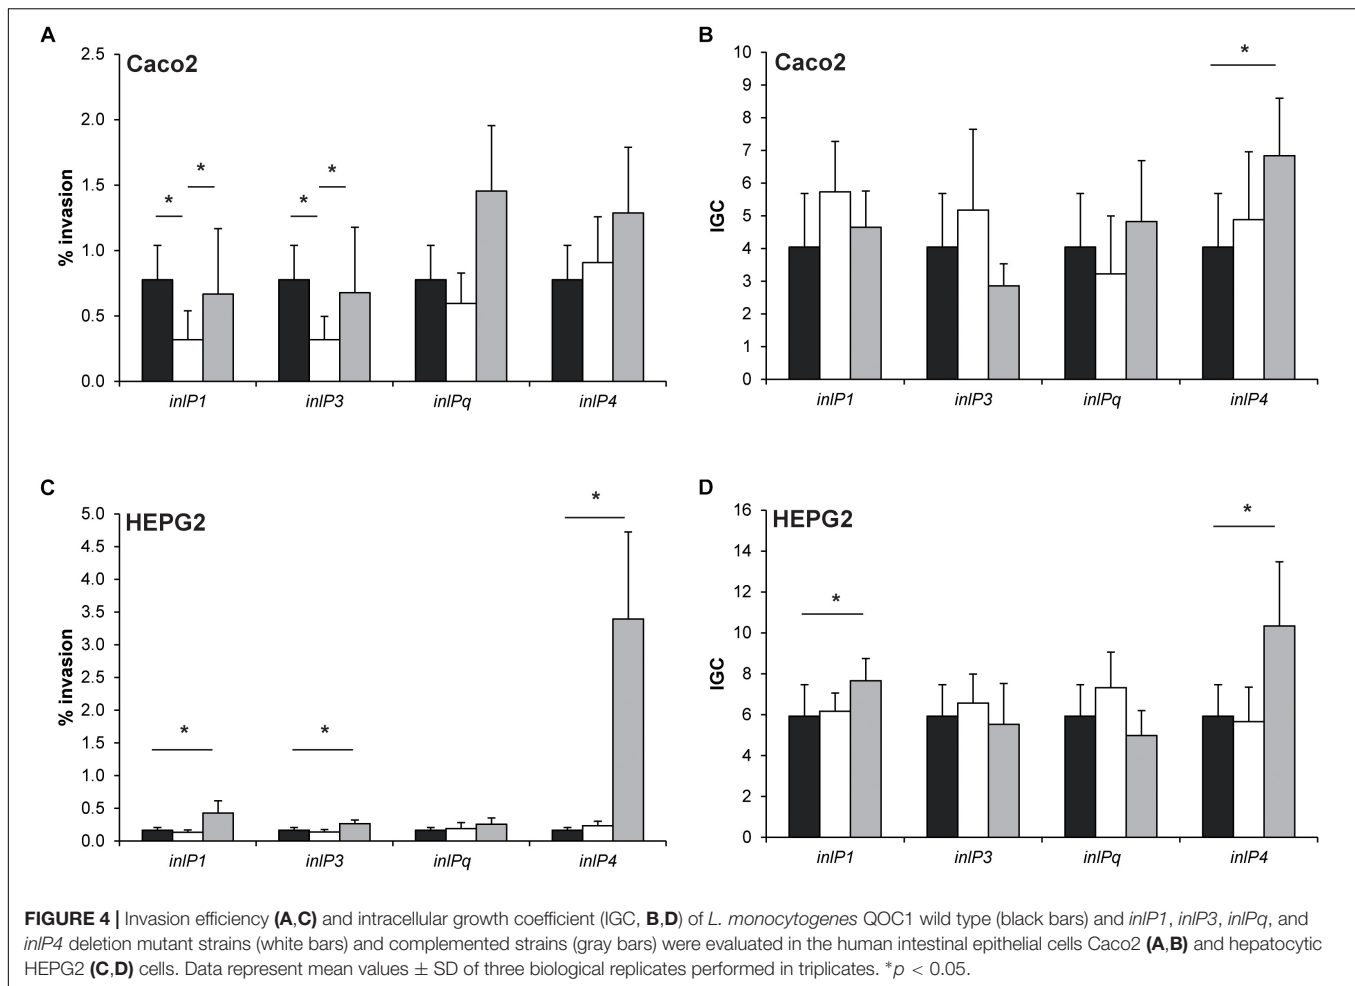 A
Caco2
2.5
2.0
1.5
1.0
0.5
0.0
% invasion
* * * *
inlP1 inlP3 inlPq inlP4
B
Caco2
10
9
8
7
6
5
4
3
2
1
0
IGC
*
inlP1 inlP3 inlPq inlP4
C
HEPG2
5.0
4.5
4.0
3.5
3.0
2.5
2.0
1.5
1.0
0.5
0.0
% invasion
* * *
inlP1 inlP3 inlPq inlP4
D
HEPG2
16
14
12
10
8
6
4
2
0
IGC
* *
inlP1 inlP3 inlPq inlP4
FIGURE 4 | Invasion efficiency (A,C) and intracellular growth coefficient (IGC, B,D) of L. monocytogenes QOC1 wild type (black bars) and inlP1, inlP3, inlPq, and
inlP4 deletion mutant strains (white bars) and complemented strains (gray bars) were evaluated in the human intestinal epithelial cells Caco2 (A,B) and hepatocytic
HEPG2 (C,D) cells. Data represent mean values ± SD of three biological replicates performed in triplicates. *p < 0.05.